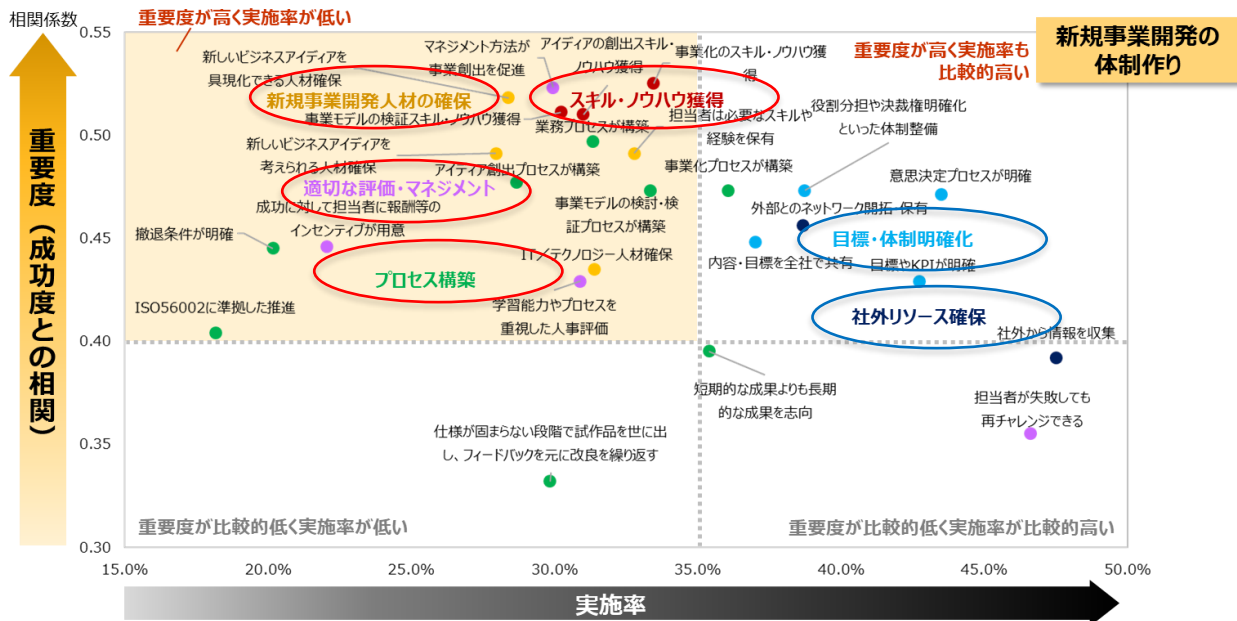 相関係数
重要度が高く実施率が低い
重要度が高く実施率も
比較的高い
新規事業開発の
体制作り
重要度（成功度との相関）
0.55
0.50
0.45
0.40
0.35
0.30
新しいビジネスアイディアを
具現化できる人材確保
マネジメント方法が
事業創出を促進
アイディアの創出スキル・
ノウハウ獲得
事業化のスキル・ノウハウ獲
得
新規事業開発人材の確保
スキル・ノウハウ獲得
事業モデルの検証スキル・ノウハウ獲得
業務プロセスが構築
担当者は必要なスキルや
経験を保有
役割分担や決裁権明確化
といった体制整備
新しいビジネスアイディアを
考えられる人材確保
アイディア創出プロセスが構築
事業化プロセスが構築
意思決定プロセスが明確
適切な評価・マネジメント
成功に対して担当者に報酬等の
インセンティブが用意
事業モデルの検討・検
証プロセスが構築
外部とのネットワーク開拓・保有
撤退条件が明確
目標・体制明確化
IT／テクノロジー人材確保
内容・目標を全社で共有
目標やKPIが明確
プロセス構築
ISO56002に準拠した推進
学習能力やプロセスを
重視した人事評価
社外リソース確保
社外から情報を収集
短期的な成果よりも長期
的な成果を志向
担当者が失敗しても
再チャレンジできる
仕様が固まらない段階で試作品を世に出
し、フィードバックを元に改良を繰り返す
重要度が比較的低く実施率が低い
重要度が比較的低く実施率が比較的高い
15.0%
20.0%
25.0%
30.0%
35.0%
40.0%
45.0%
50.0%
実施率